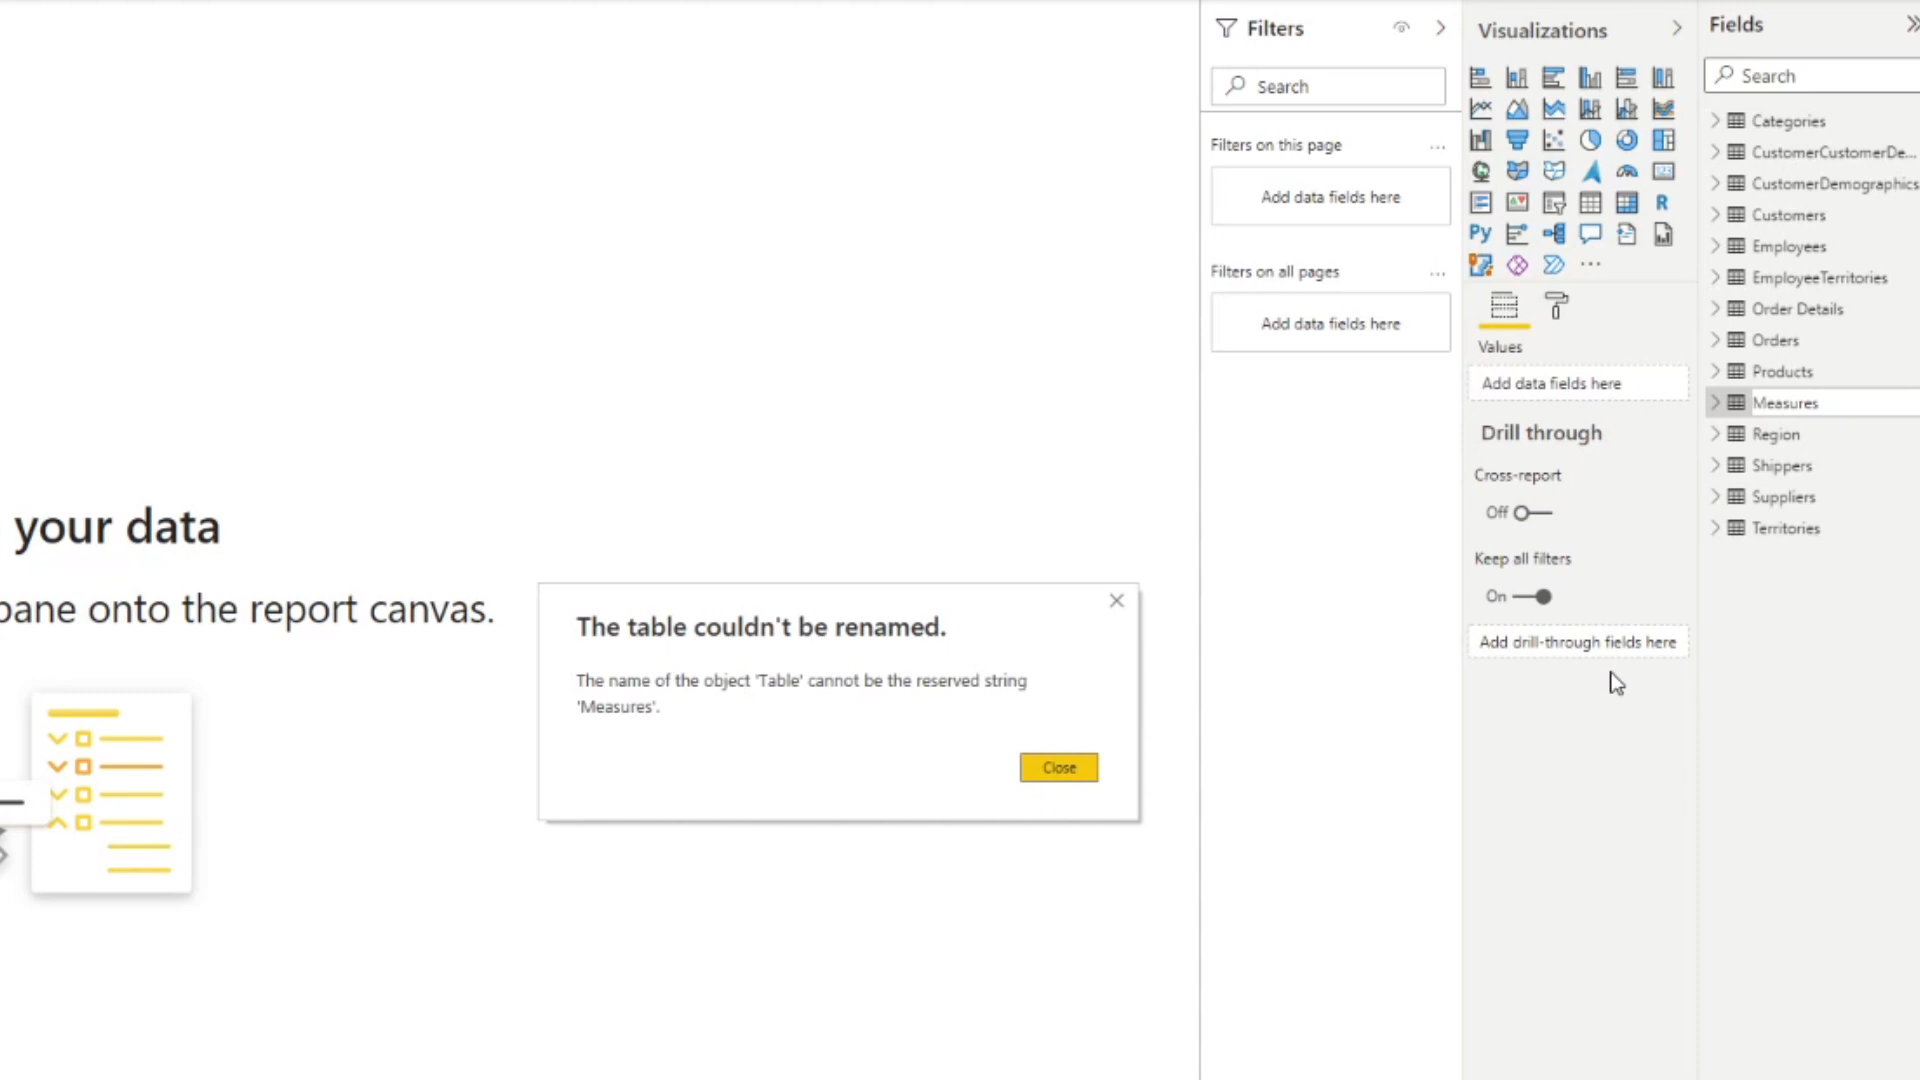 your data
pane onto the report canvas.
The table couldn't be renamed.
The name of the object 'Table' cannot be the reserved string
'Measures'.
Close
Filters
Search
Filters on this page
...
Add data fields here
Filters on all pages
...
Add data fields here
Visualizations
123
R
Py
...
Values
Add data fields here
Drill through
Cross-report
Off
Keep all filters
On
Add drill-through fields here
Fields
Search
Categories
CustomerCustomerDe...
CustomerDemographics
Customers
Employees
EmployeeTerritories
Order Details
Orders
Products
Measures
Region
Shippers
Suppliers
Territories